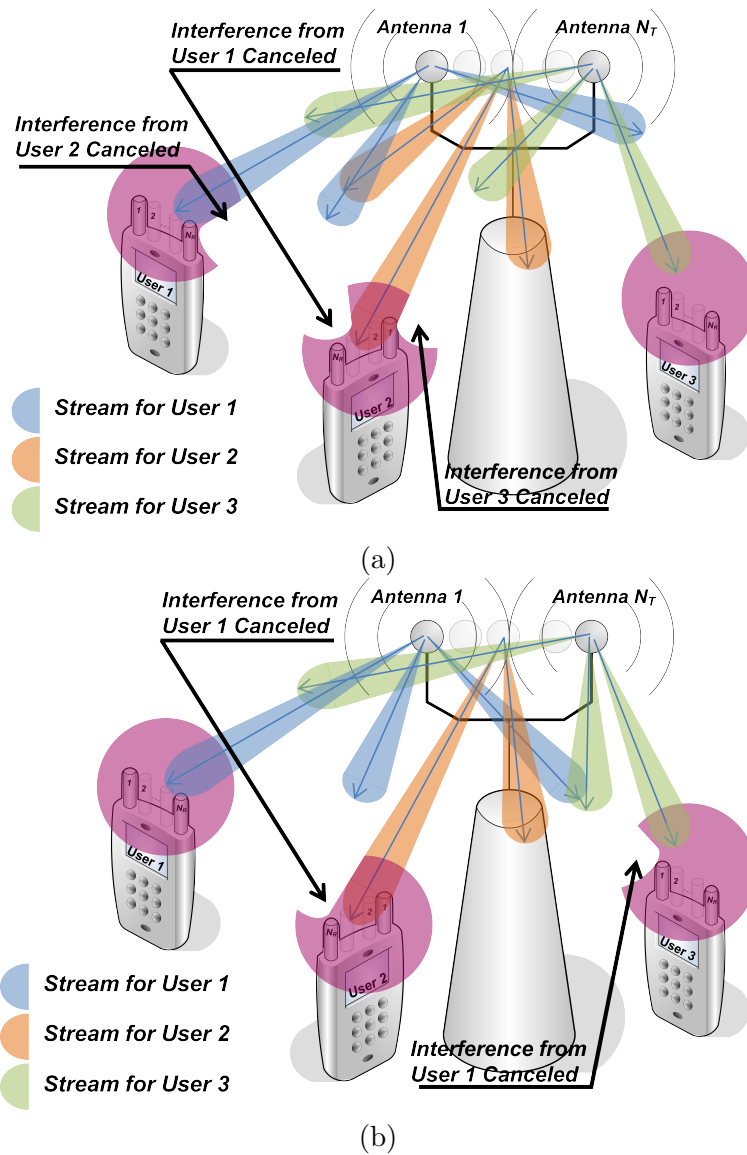 Interference from
User 1 Canceled
Antenna 1
Antenna N_T
Interference from
User 2 Canceled
1
2
N_R
User 1
N_R
2
1
User 2
1
2
N_R
User 3
Stream for User 1
Stream for User 2
Stream for User 3
Interference from
User 3 Canceled
(a)
Interference from
User 1 Canceled
Antenna 1
Antenna N_T
1
2
N_R
User 1
N_R
2
1
User 2
1
2
N_R
User 3
Stream for User 1
Stream for User 2
Stream for User 3
Interference from
User 1 Canceled
(b)